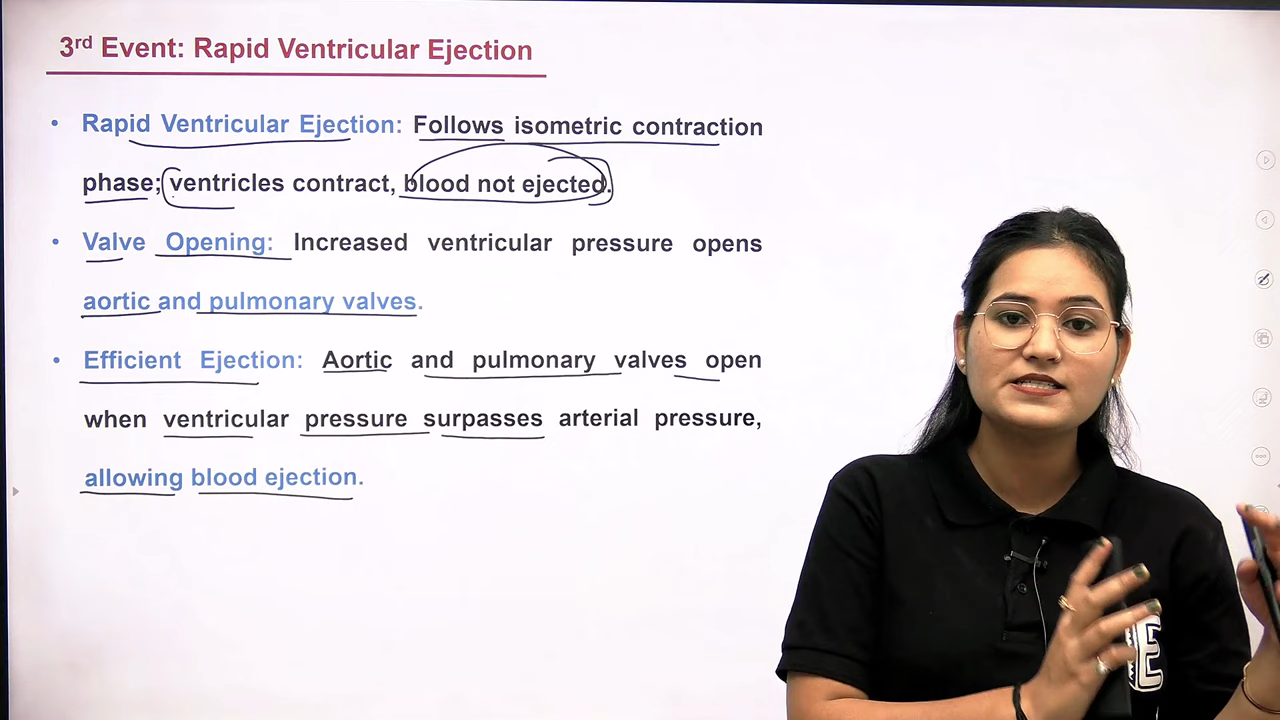 3rd Event: Rapid Ventricular Ejection
• Rapid Ventricular Ejection: Follows isometric contraction
phase; ventricles contract, blood not ejected.
• Valve Opening: Increased ventricular pressure opens
aortic and pulmonary valves.
• Efficient Ejection: Aortic and pulmonary valves open
when ventricular pressure surpasses arterial pressure,
allowing blood ejection.
E